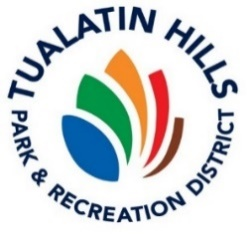 TUALATIN HILLS
PARK & RECREATION DISTRICT